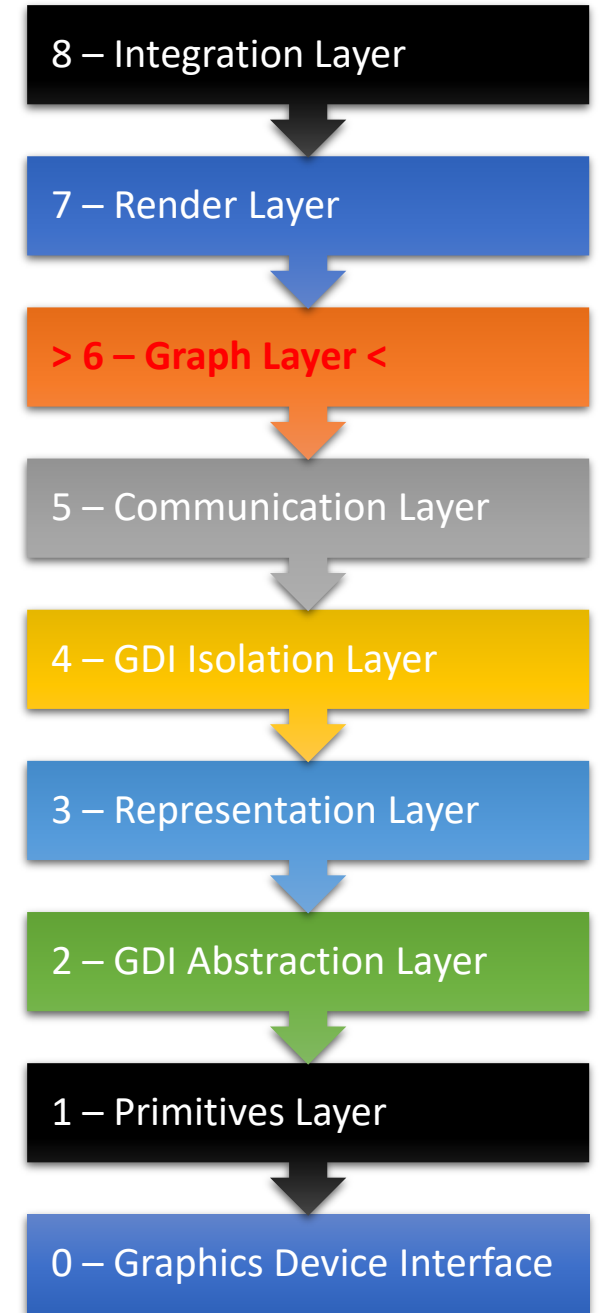 8 – Integration Layer
7 – Render Layer
> 6 – Graph Layer <
5 – Communication Layer
4 – GDI Isolation Layer
3 – Representation Layer
2 – GDI Abstraction Layer
1 – Primitives Layer
0 – Graphics Device Interface